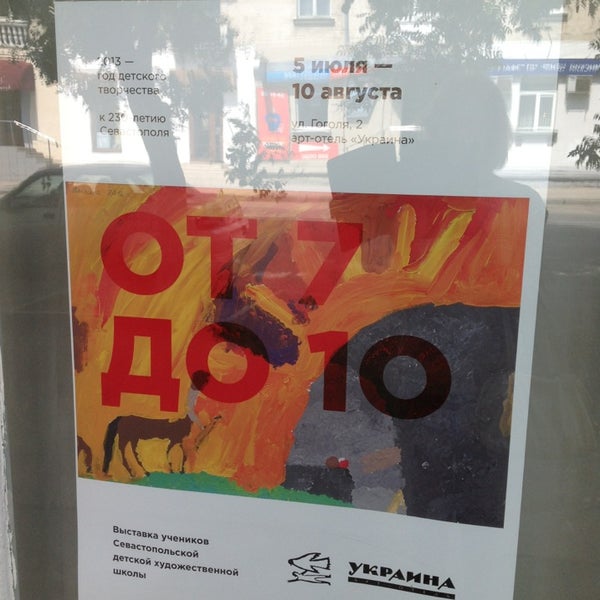 2013 —
год детского
творчества
к 230-летию
Севастополя
5 июля —
10 августа
ул. Гоголя, 2
арт-отель «Украина»
ОТ 7
ДО 10
Выставка учеников
Севастопольской
детской художественной
школы
УКРАИНА